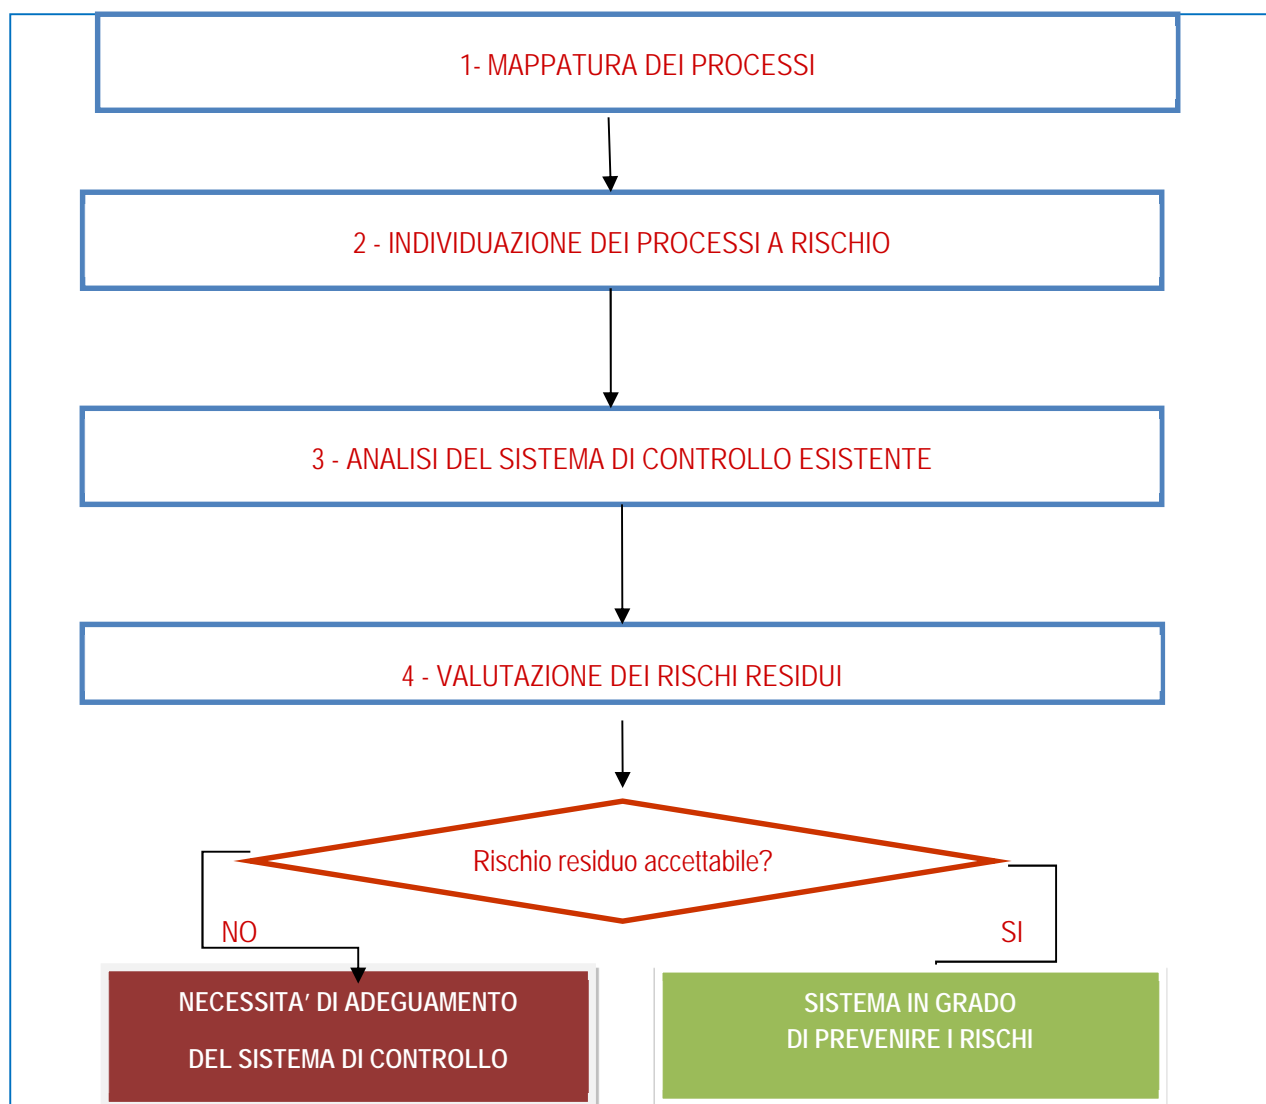 1- MAPPATURA DEI PROCESSI
2 - INDIVIDUAZIONE DEI PROCESSI A RISCHIO
3 - ANALISI DEL SISTEMA DI CONTROLLO ESISTENTE
4 - VALUTAZIONE DEI RISCHI RESIDUI
Rischio residuo accettabile?
NO
SI
NECESSITA’ DI ADEGUAMENTO
DEL SISTEMA DI CONTROLLO
SISTEMA IN GRADO
DI PREVENIRE I RISCHI